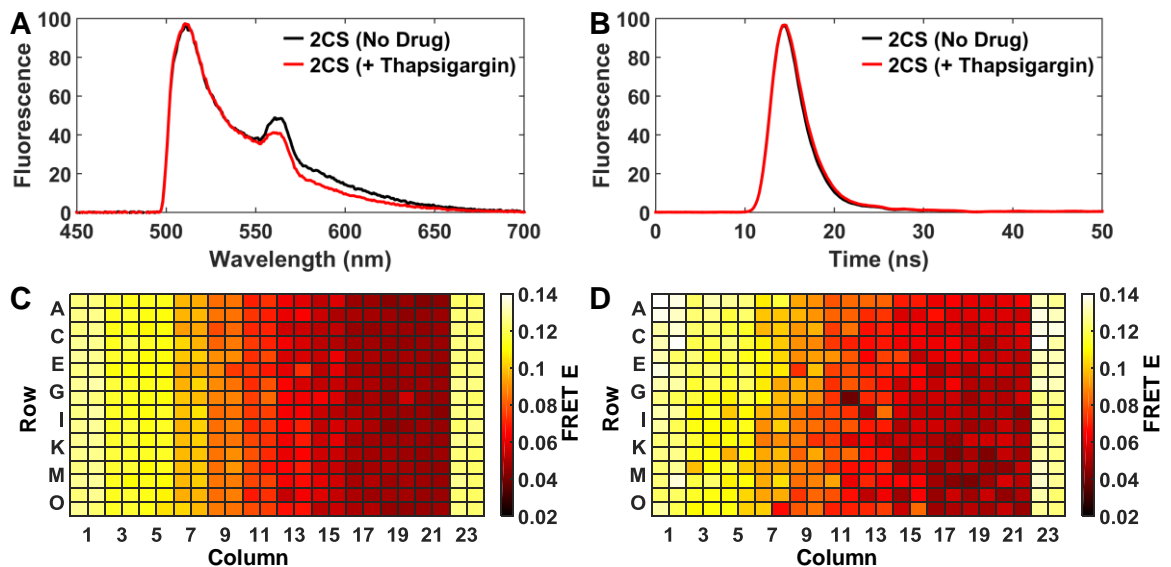 A
100
80
60
40
20
0
Fluorescence
2CS (No Drug)
2CS (+ Thapsigargin)
450 500 550 600 650 700
Wavelength (nm)
B
100
80
60
40
20
0
Fluorescence
2CS (No Drug)
2CS (+ Thapsigargin)
0 10 20 30 40 50
Time (ns)
C
A
C
E
G
I
K
M
O
Row
1 3 5 7 9 11 13 15 17 19 21 23
Column
0.14
0.12
0.1
0.08
0.06
0.04
0.02
FRET E
D
A
C
E
G
I
K
M
O
Row
1 3 5 7 9 11 13 15 17 19 21 23
Column
0.14
0.12
0.1
0.08
0.06
0.04
0.02
FRET E